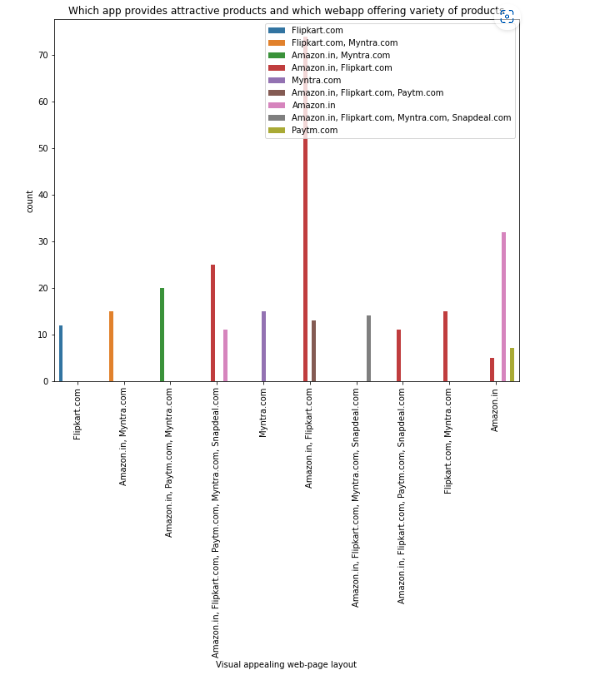 Which app provides attractive products and which webapp offering variety of products
Flipkart.com
Flipkart.com, Myntra.com
Amazon.in, Myntra.com
Amazon.in, Flipkart.com
Myntra.com
Amazon.in, Flipkart.com, Paytm.com
Amazon.in
Amazon.in, Flipkart.com, Myntra.com, Snapdeal.com
Paytm.com
70
60
50
40
30
20
10
0
count
Flipkart.com
Amazon.in, Myntra.com
Amazon.in, Paytm.com, Myntra.com
Amazon.in, Flipkart.com, Paytm.com, Myntra.com, Snapdeal.com
Myntra.com
Amazon.in, Flipkart.com
Amazon.in, Flipkart.com, Myntra.com, Snapdeal.com
Amazon.in, Flipkart.com, Paytm.com, Snapdeal.com
Flipkart.com, Myntra.com
Amazon.in
Visual appealing web-page layout